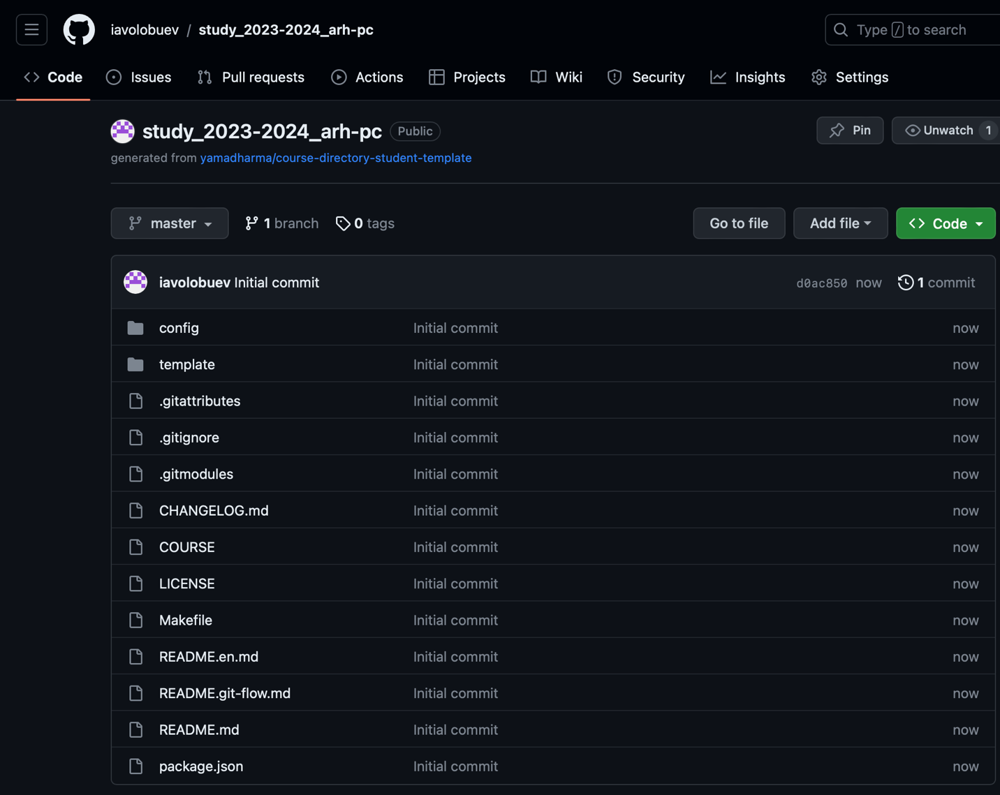 iavolobuev / study_2023-2024_arh-pc
Type / to search
Code Issues Pull requests Actions Projects Wiki Security Insights Settings
study_2023-2024_arh-pc Public
Pin Unwatch 1
generated from yamadharma/course-directory-student-template
master 1 branch 0 tags Go to file Add file Code
iavolobuev Initial commit d0ac850 now 1 commit
config Initial commit now
template Initial commit now
.gitattributes Initial commit now
.gitignore Initial commit now
.gitmodules Initial commit now
CHANGELOG.md Initial commit now
COURSE Initial commit now
LICENSE Initial commit now
Makefile Initial commit now
README.en.md Initial commit now
README.git-flow.md Initial commit now
README.md Initial commit now
package.json Initial commit now